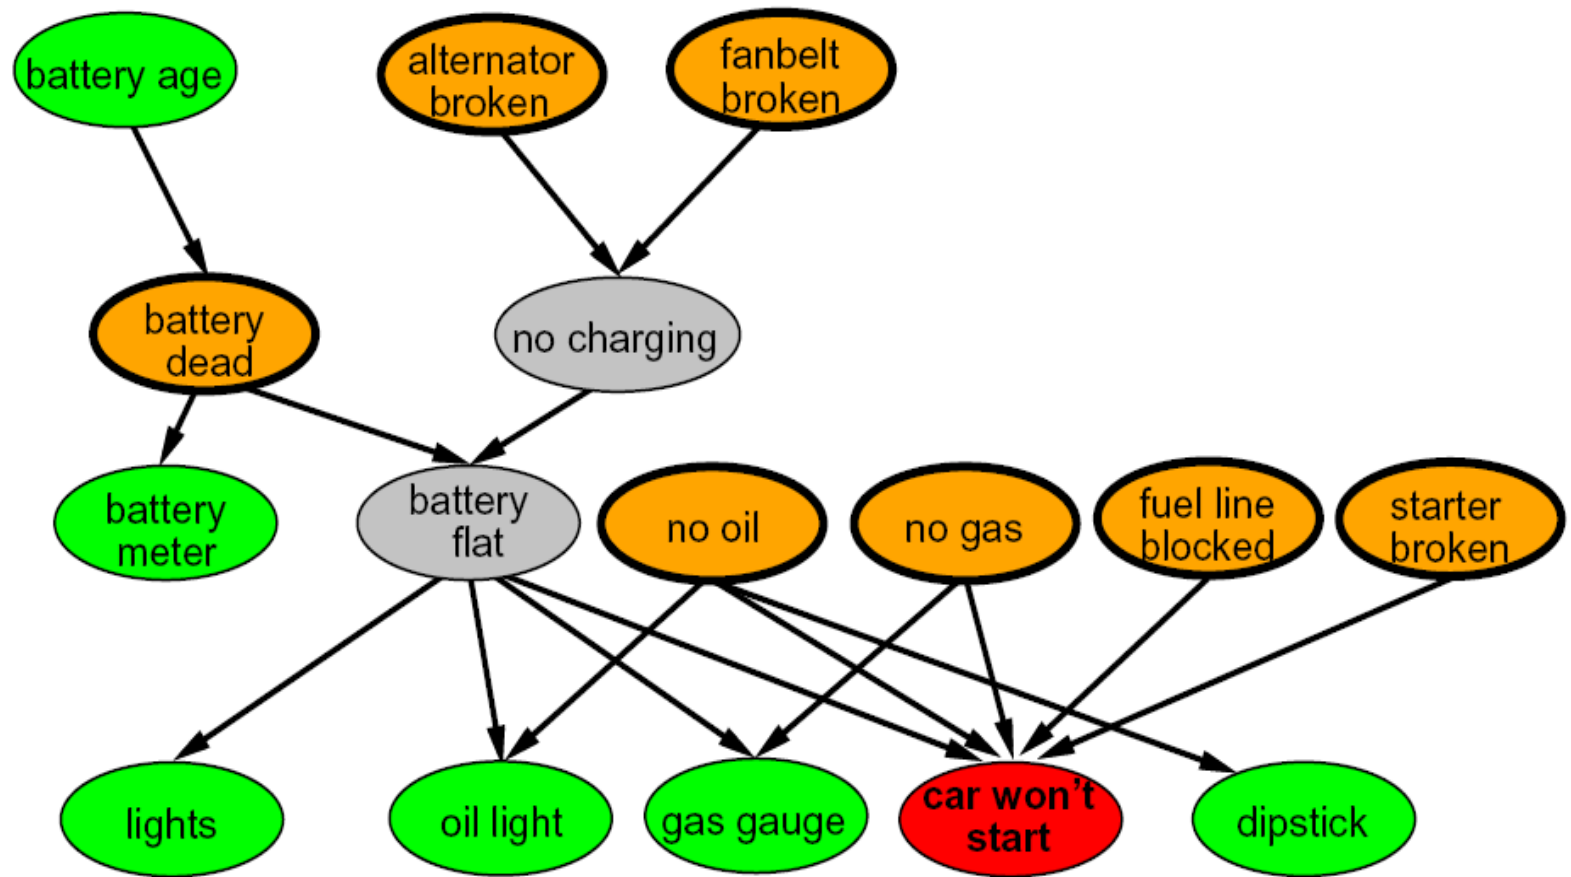 battery age
alternator
broken
fanbelt
broken
battery
dead
no charging
battery
meter
battery
flat
no oil
no gas
fuel line
blocked
starter
broken
lights
oil light
gas gauge
car won't
start
dipstick